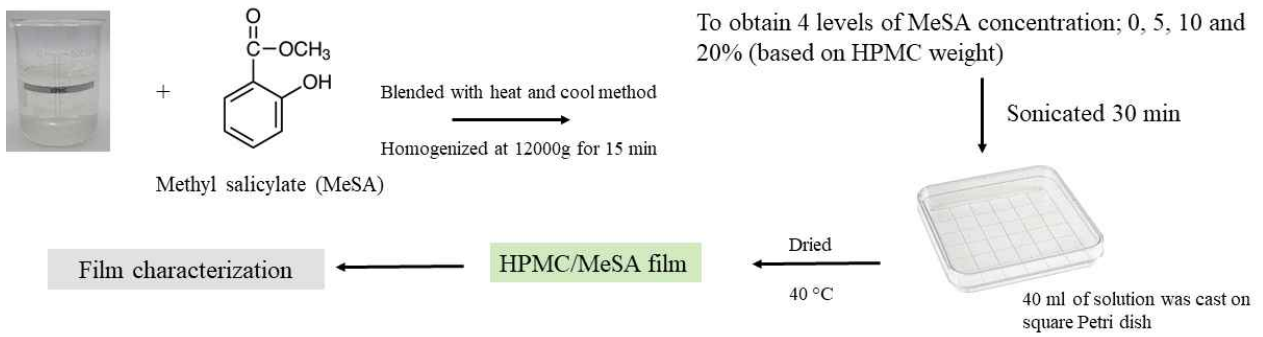 To obtain 4 levels of MeSA concentration; 0, 5, 10 and
20% (based on HPMC weight)
O
C–OCH3
OH
+
Blended with heat and cool method
Homogenized at 12000g for 15 min
Methyl salicylate (MeSA)
Sonicated 30 min
Film characterization
HPMC/MeSA film
Dried
40 °C
40 ml of solution was cast on
square Petri dish